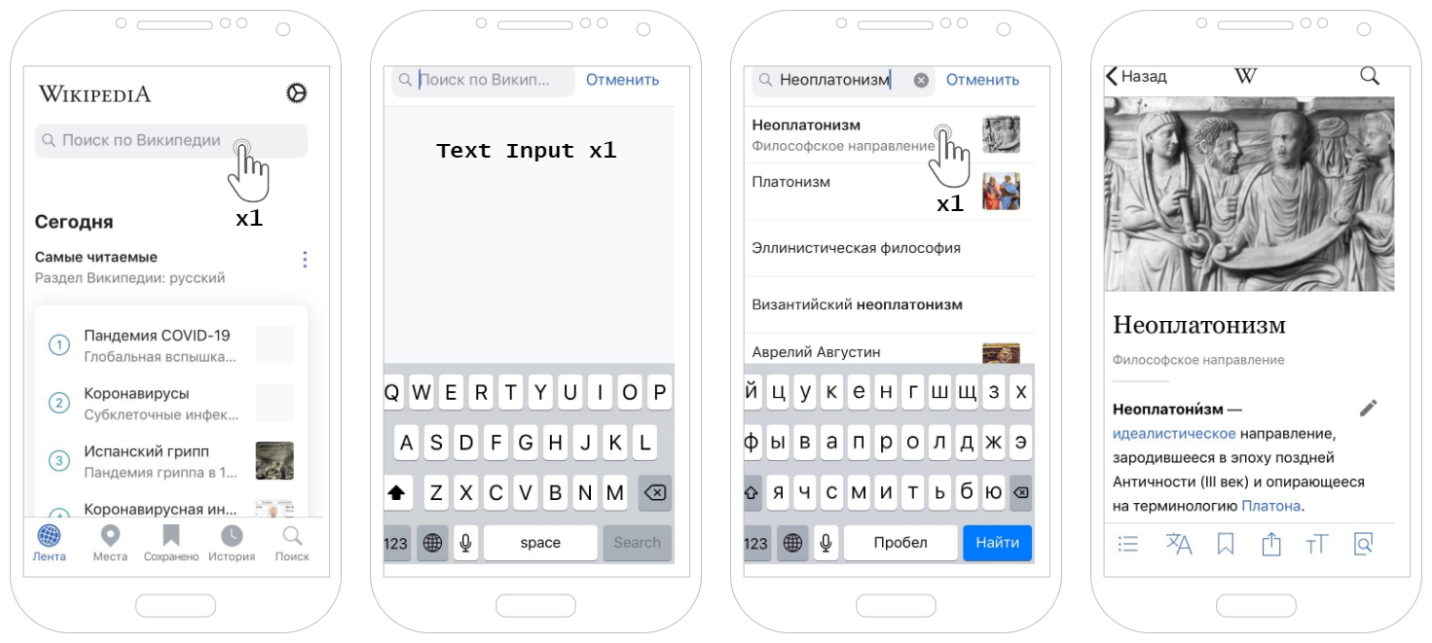 WIKIPEDIA
Поиск по Википедии
x1
Сегодня
Самые читаемые
Раздел Википедии: русский
1 Пандемия COVID-19
Глобальная вспышка...
2 Коронавирусы
Субклеточные инфек...
3 Испанский грипп
Пандемия гриппа в 1...
Коронавирусная ин...
Лента Места Сохранено История Поиск
Поиск по Викип... Отменить
Text Input x1
Q W E R T Y U I O P
A S D F G H J K L
Z X C V B N M
123 space Search
Неоплатонизм Отменить
Неоплатонизм
Философское направление
Платонизм
x1
Эллинистическая философия
Византийский неоплатонизм
Аврелий Августин
й ц у к е н г ш щ з х
ф ы в а п р о л д ж э
я ч с м и т ь б ю
123 Пробел Найти
Назад W
Неоплатонизм
Философское направление
Неоплатони́зм —
идеалистическое направление,
зародившееся в эпоху поздней
Античности (III век) и опирающееся
на терминологию Платона.